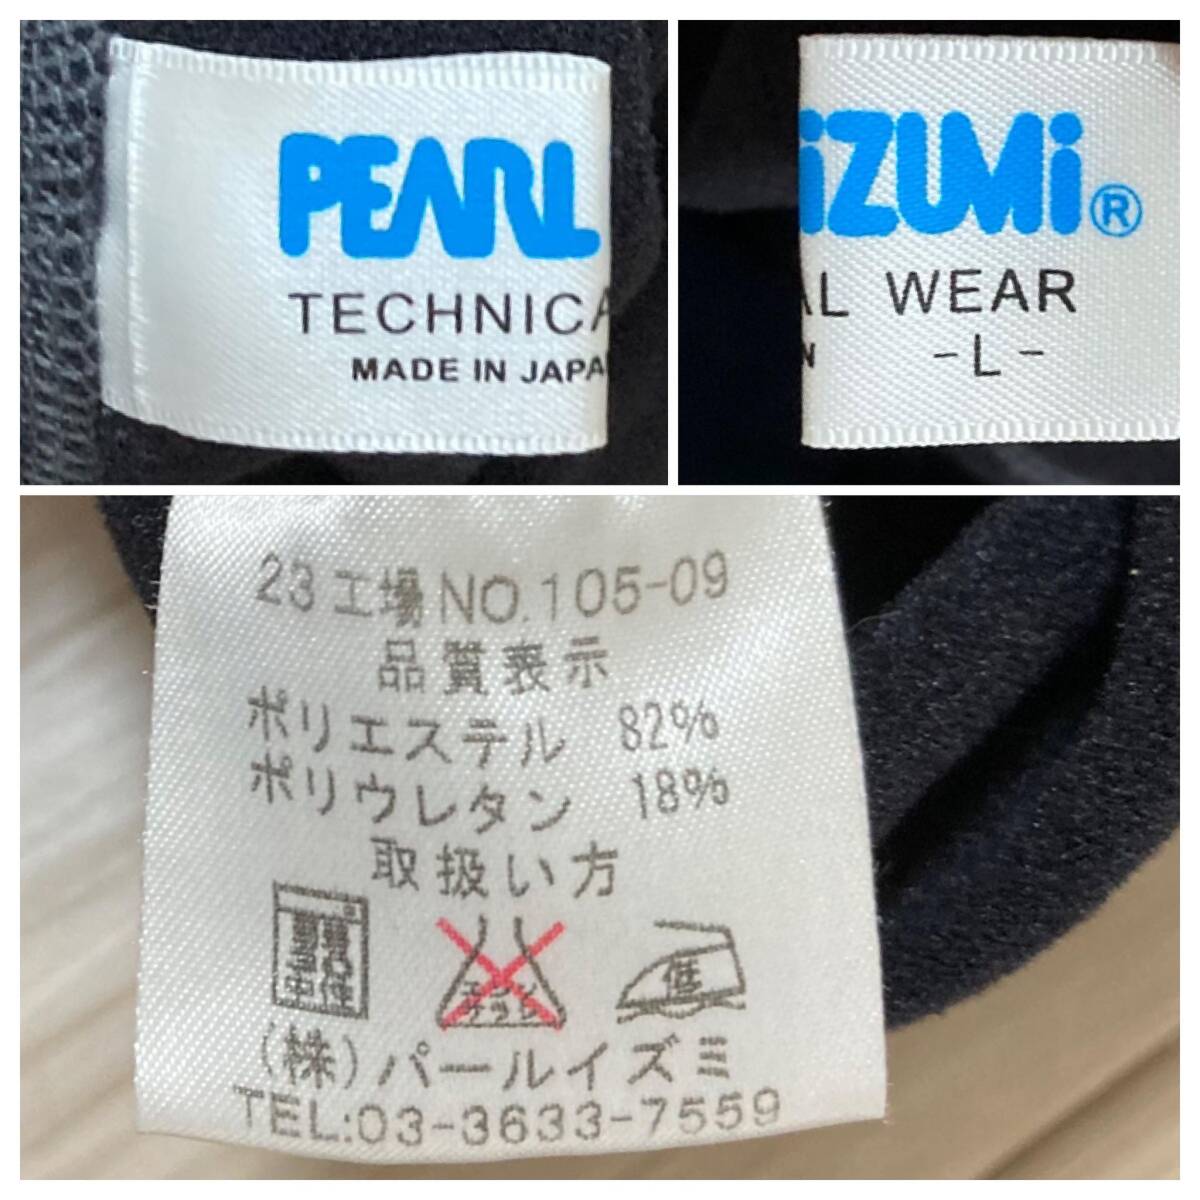 PEARL
TECHNICA
MADE IN JAPA
iZUMi®
AL WEAR
N -L-
23工場NO.105-09
品質表示
ポリエステル 82%
ポリウレタン 18%
取扱い方
低
(株)パールイズミ
TEL:03-3633-7559